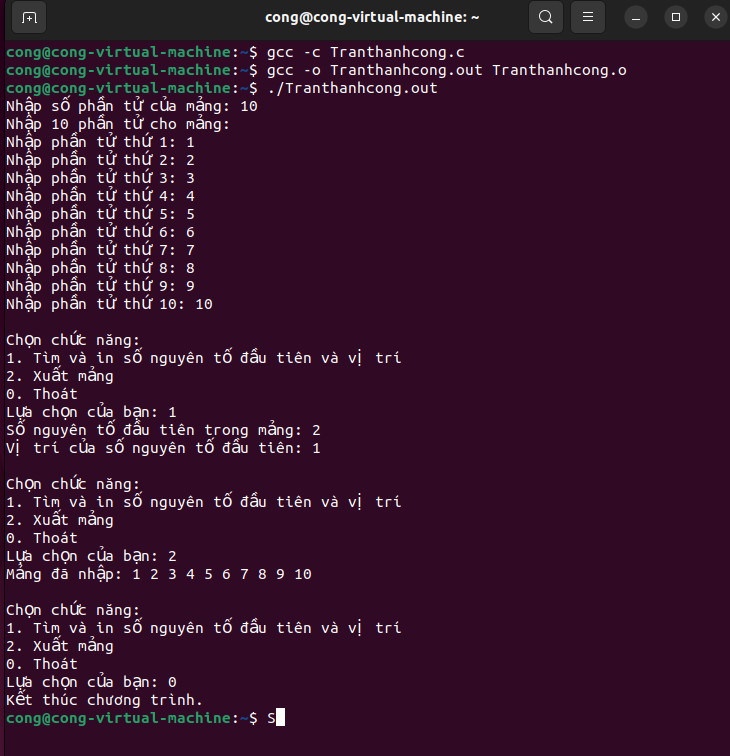 cong@cong-virtual-machine: ~
cong@cong-virtual-machine:~$ gcc -c Tranthanhcong.c
cong@cong-virtual-machine:~$ gcc -o Tranthanhcong.out Tranthanhcong.o
cong@cong-virtual-machine:~$ ./Tranthanhcong.out
Nhập số phần tử của mảng: 10
Nhập 10 phần tử cho mảng:
Nhập phần tử thứ 1: 1
Nhập phần tử thứ 2: 2
Nhập phần tử thứ 3: 3
Nhập phần tử thứ 4: 4
Nhập phần tử thứ 5: 5
Nhập phần tử thứ 6: 6
Nhập phần tử thứ 7: 7
Nhập phần tử thứ 8: 8
Nhập phần tử thứ 9: 9
Nhập phần tử thứ 10: 10
Chọn chức năng:
1. Tìm và in số nguyên tố đầu tiên và vị trí
2. Xuất mảng
0. Thoát
Lựa chọn của bạn: 1
Số nguyên tố đầu tiên trong mảng: 2
Vị trí của số nguyên tố đầu tiên: 1
Chọn chức năng:
1. Tìm và in số nguyên tố đầu tiên và vị trí
2. Xuất mảng
0. Thoát
Lựa chọn của bạn: 2
Mảng đã nhập: 1 2 3 4 5 6 7 8 9 10
Chọn chức năng:
1. Tìm và in số nguyên tố đầu tiên và vị trí
2. Xuất mảng
0. Thoát
Lựa chọn của bạn: 0
Kết thúc chương trình.
cong@cong-virtual-machine:~$ S